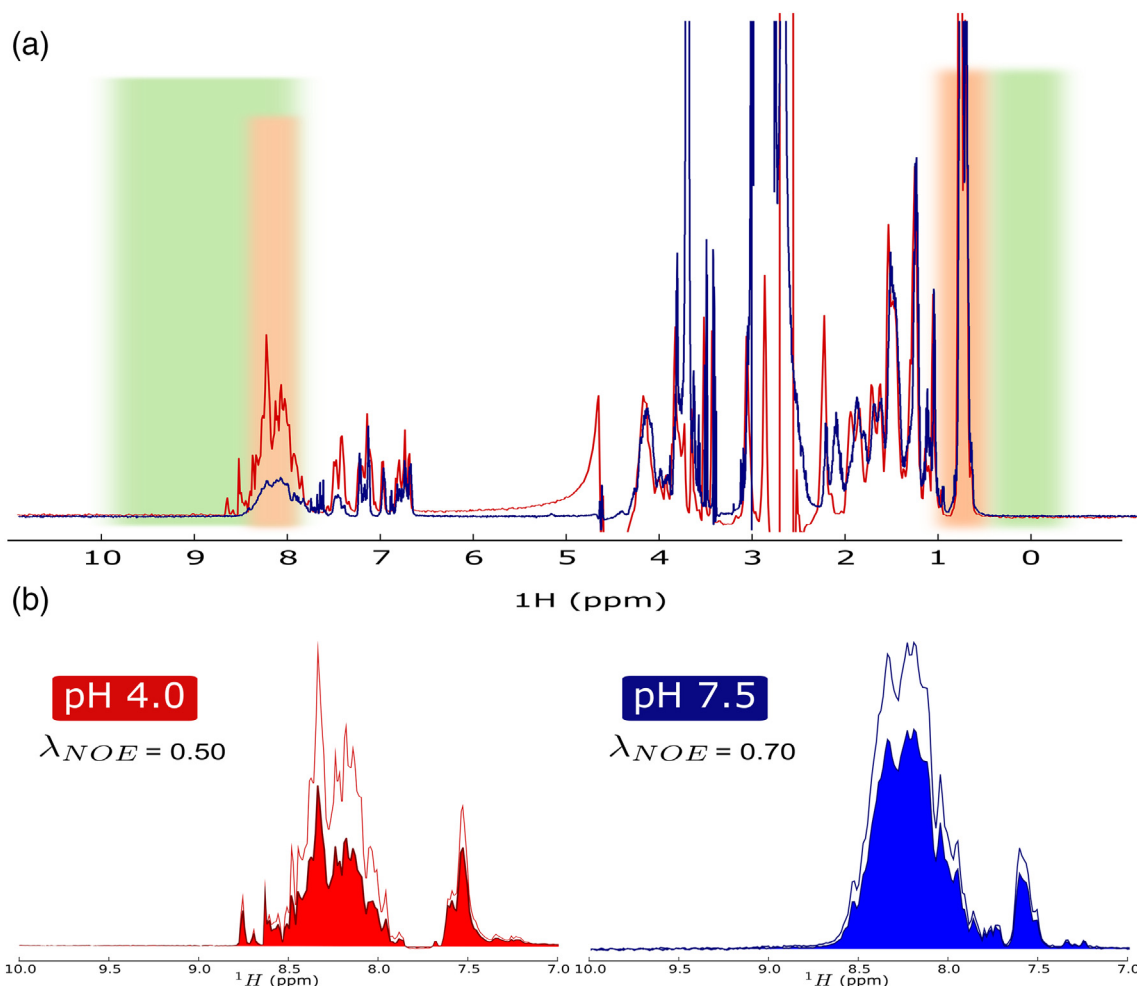 (a)
10 9 8 7 6 5 4 3 2 1 0
1H (ppm)
(b)
pH 4.0
λNOE = 0.50
10.0 9.5 9.0 8.5 8.0 7.5 7.0
¹H (ppm)
pH 7.5
λNOE = 0.70
10.0 9.5 9.0 8.5 8.0 7.5 7.0
¹H (ppm)